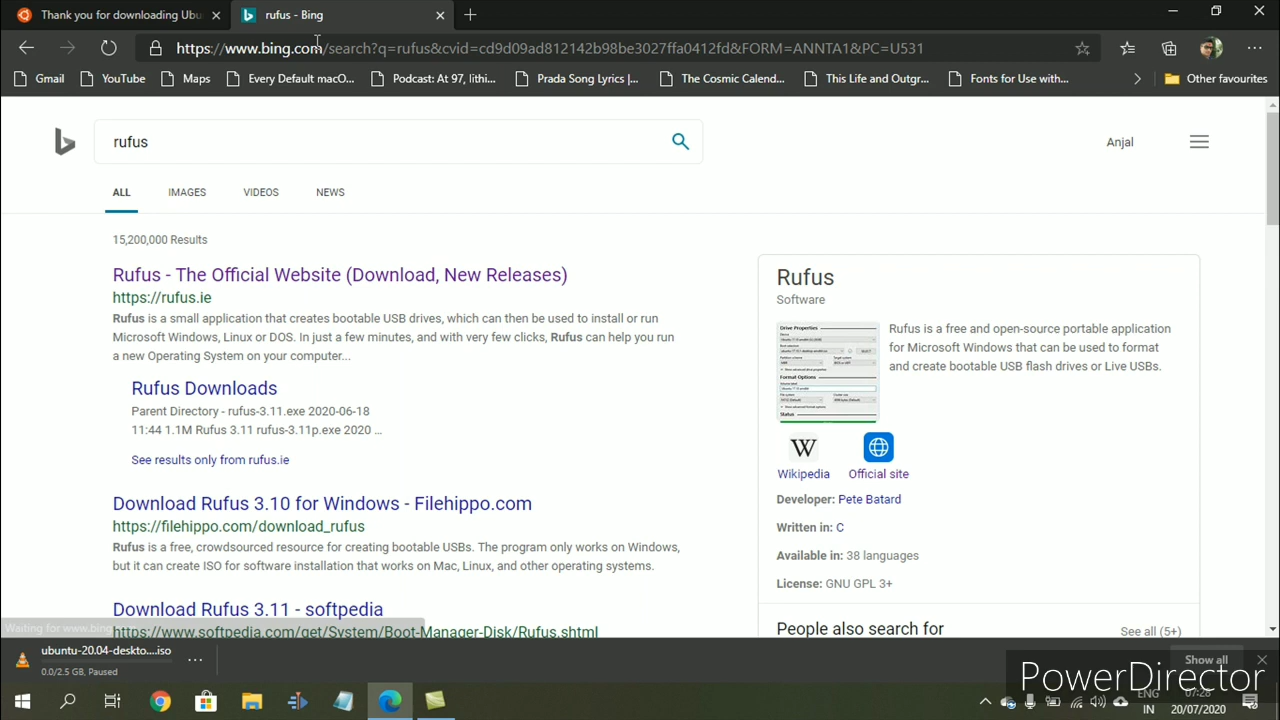 Thank you for downloading Ubu
rufus - Bing
https://www.bing.com/search?q=rufus&cvid=cd9d09ad812142b98be3027ffa0412fd&FORM=ANNTA1&PC=U531
Gmail
YouTube
Maps
Every Default macO...
Podcast: At 97, lithi...
Prada Song Lyrics |...
The Cosmic Calend...
This Life and Outgr...
Fonts for Use with...
Other favourites
rufus
Anjal
ALL
IMAGES
VIDEOS
NEWS
15,200,000 Results
Rufus - The Official Website (Download, New Releases)
https://rufus.ie
Rufus is a small application that creates bootable USB drives, which can then be used to install or run
Microsoft Windows, Linux or DOS. In just a few minutes, and with very few clicks, Rufus can help you run
a new Operating System on your computer...
Rufus Downloads
Parent Directory - rufus-3.11.exe 2020-06-18
11:44 1.1M Rufus 3.11 rufus-3.11p.exe 2020 ...
See results only from rufus.ie
Download Rufus 3.10 for Windows - Filehippo.com
https://filehippo.com/download_rufus
Rufus is a free, crowdsourced resource for creating bootable USBs. The program only works on Windows,
but it can create ISO for software installation that works on Mac, Linux, and other operating systems.
Download Rufus 3.11 - softpedia
https://www.softpedia.com/get/System/Boot-Manager-Disk/Rufus.shtml
Waiting for www.bing.com
Rufus
Software
Drive Properties
Format Options
Status
Rufus is a free and open-source portable application
for Microsoft Windows that can be used to format
and create bootable USB flash drives or Live USBs.
Wikipedia
Official site
Developer: Pete Batard
Written in: C
Available in: 38 languages
License: GNU GPL 3+
People also search for
See all (5+)
ubuntu-20.04-deskto....iso
0.0/2.5 GB, Paused
Show all
PowerDirector
ENG
IN
07:28
20/07/2020